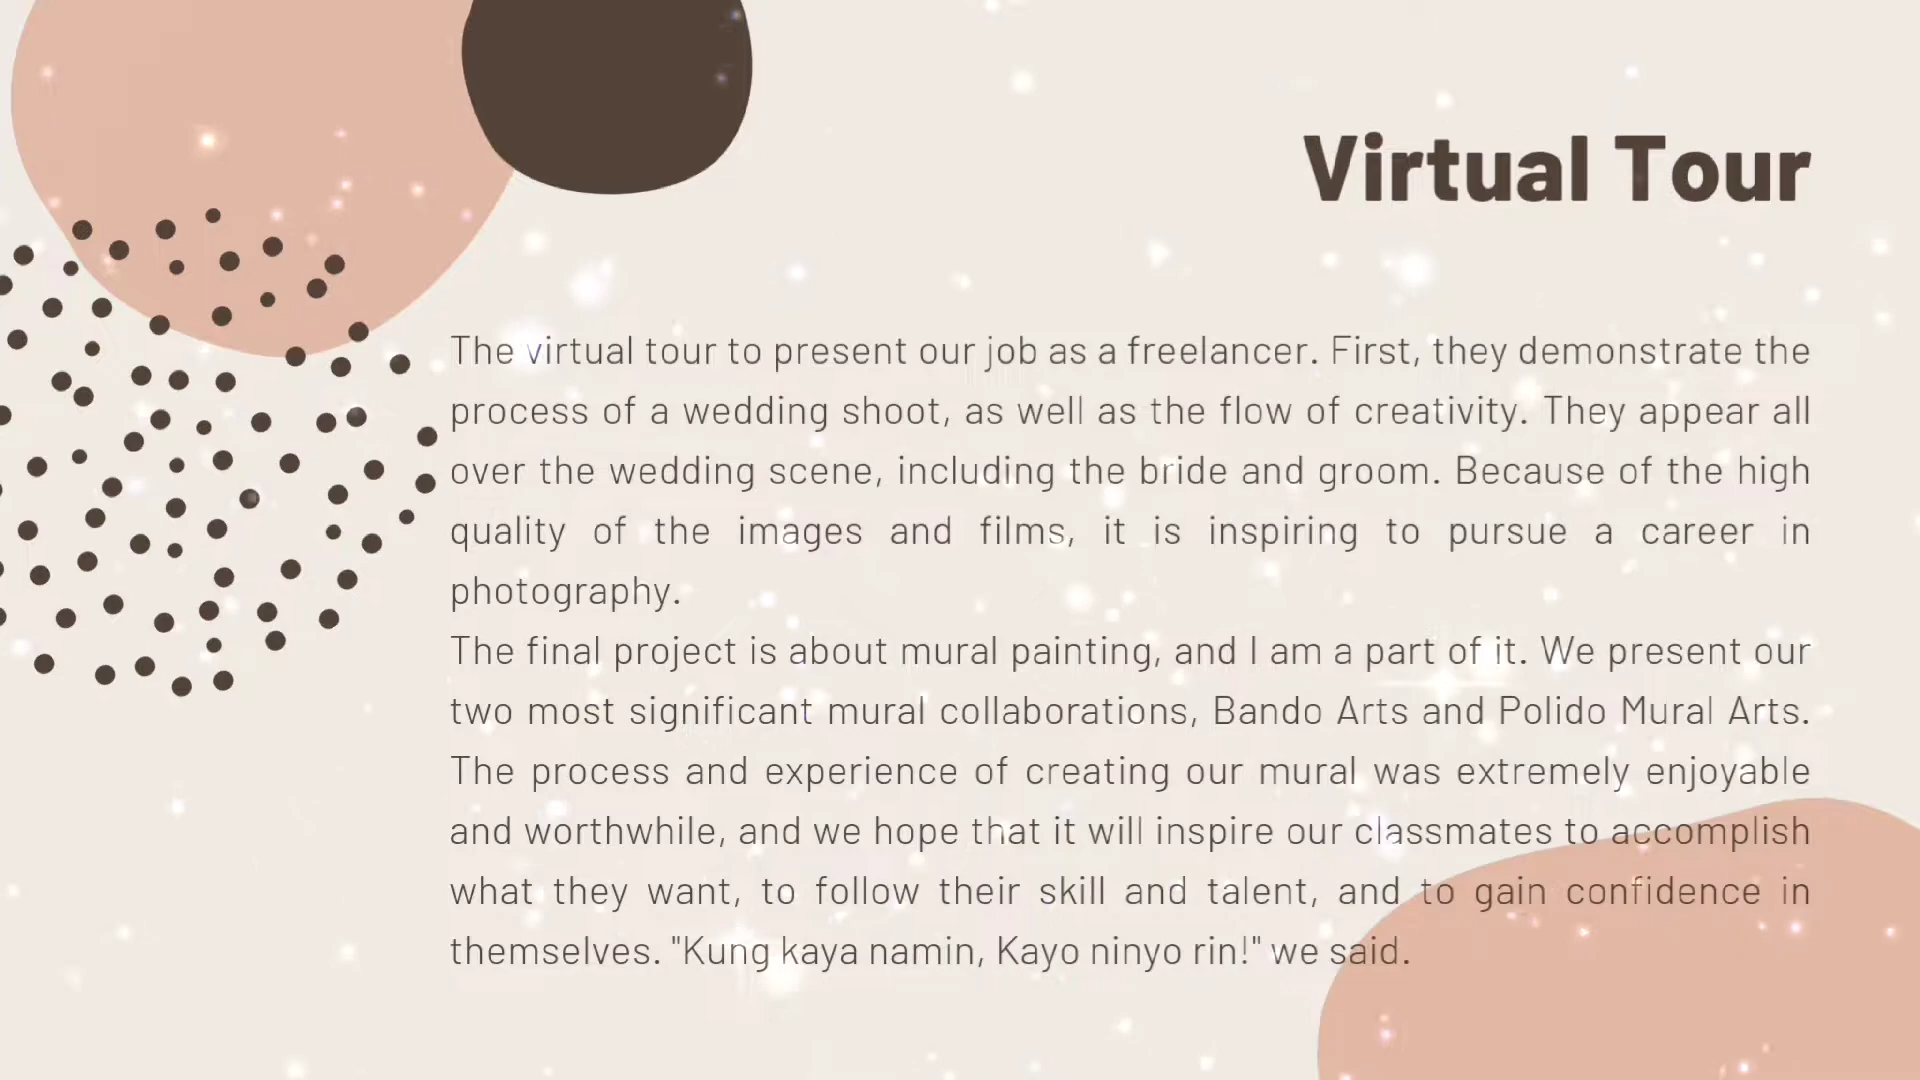 Virtual Tour
The virtual tour to present our job as a freelancer. First, they demonstrate the
process of a wedding shoot, as well as the flow of creativity. They appear all
over the wedding scene, including the bride and groom. Because of the high
quality of the images and films, it is inspiring to pursue a career in
photography.
The final project is about mural painting, and I am a part of it. We present our
two most significant mural collaborations, Bando Arts and Polido Mural Arts.
The process and experience of creating our mural was extremely enjoyable
and worthwhile, and we hope that it will inspire our classmates to accomplish
what they want, to follow their skill and talent, and to gain confidence in
themselves. "Kung kaya namin, Kayo ninyo rin!" we said.